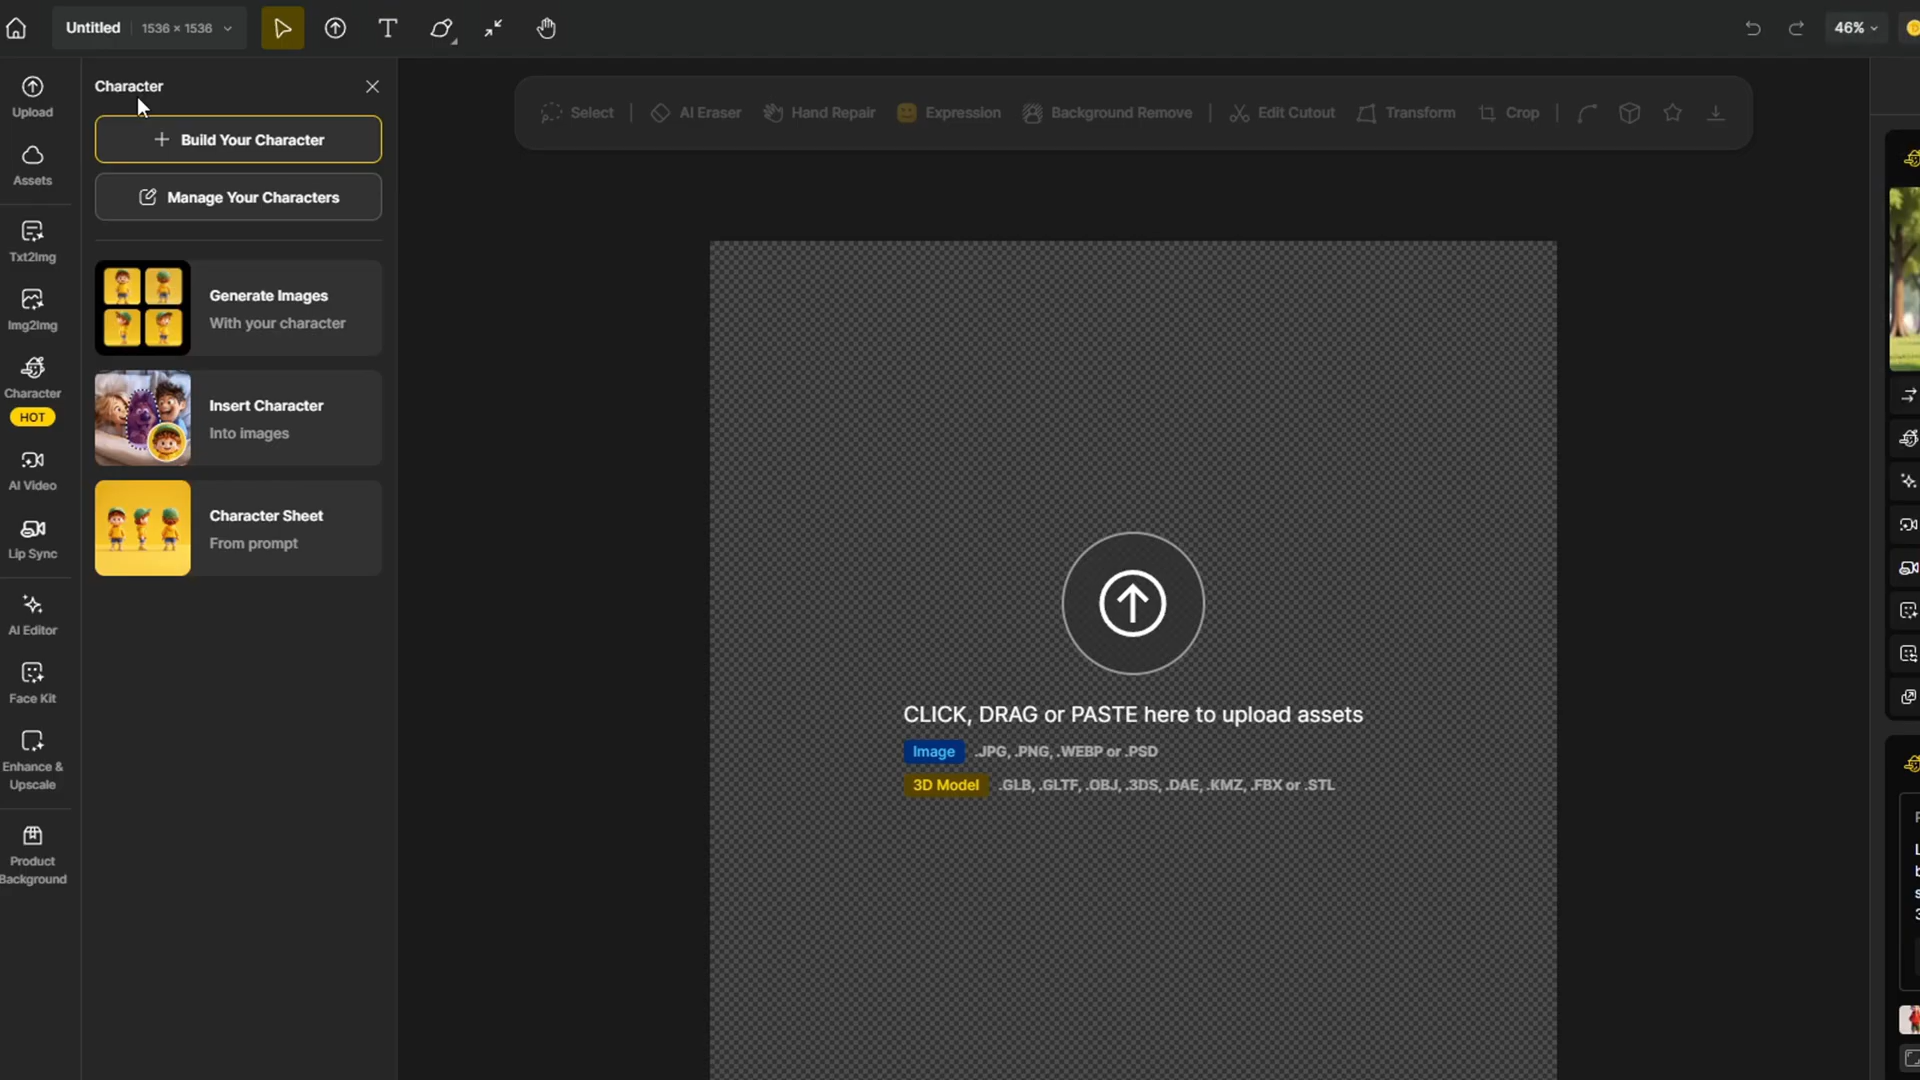 Untitled 1536 × 1536
46%
Upload
Assets
Txt2Img
Img2Img
Character
HOT
AI Video
Lip Sync
AI Editor
Face Kit
Enhance &
Upscale
Product
Background
Character
Build Your Character
Manage Your Characters
Generate Images
With your character
Insert Character
Into images
Character Sheet
From prompt
Select
AI Eraser
Hand Repair
Expression
Background Remove
Edit Cutout
Transform
Crop
CLICK, DRAG or PASTE here to upload assets
Image .JPG, .PNG, .WEBP or .PSD
3D Model .GLB, .GLTF, .OBJ, .3DS, .DAE, .KMZ, .FBX or .STL